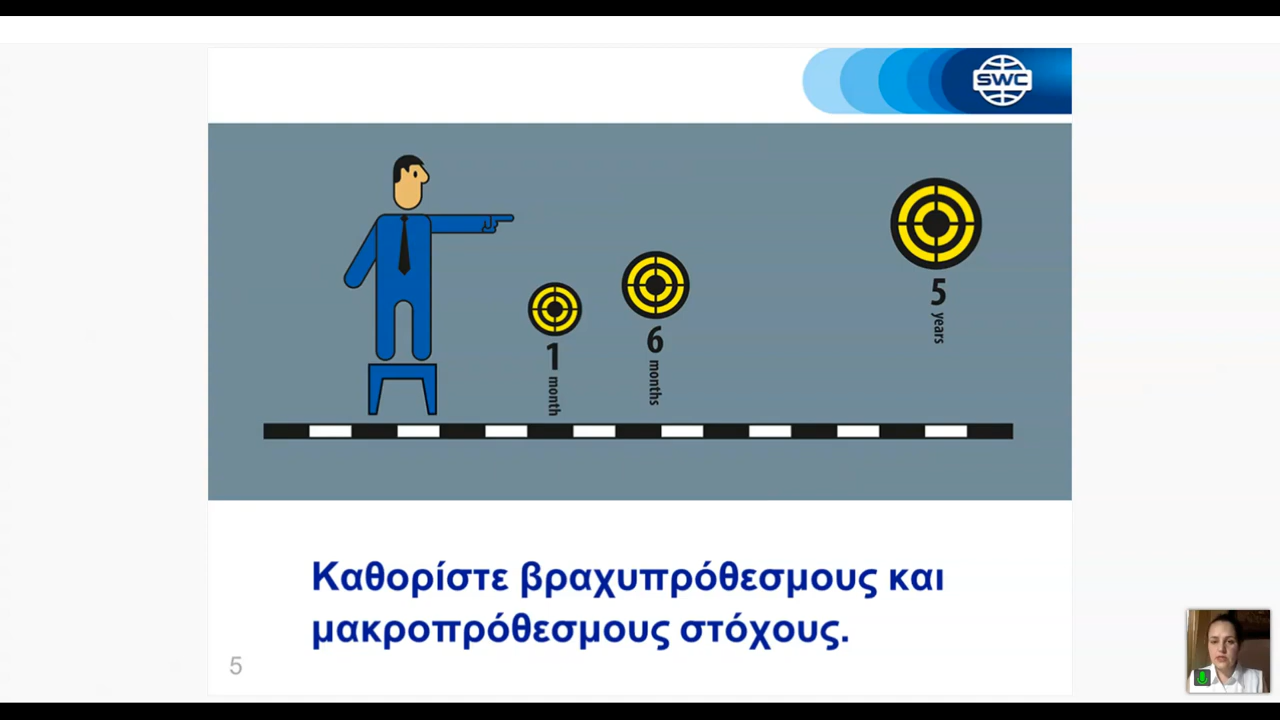 SWC
1
month
6
months
5
years
Καθορίστε βραχυπρόθεσμους και
μακροπρόθεσμους στόχους.
5